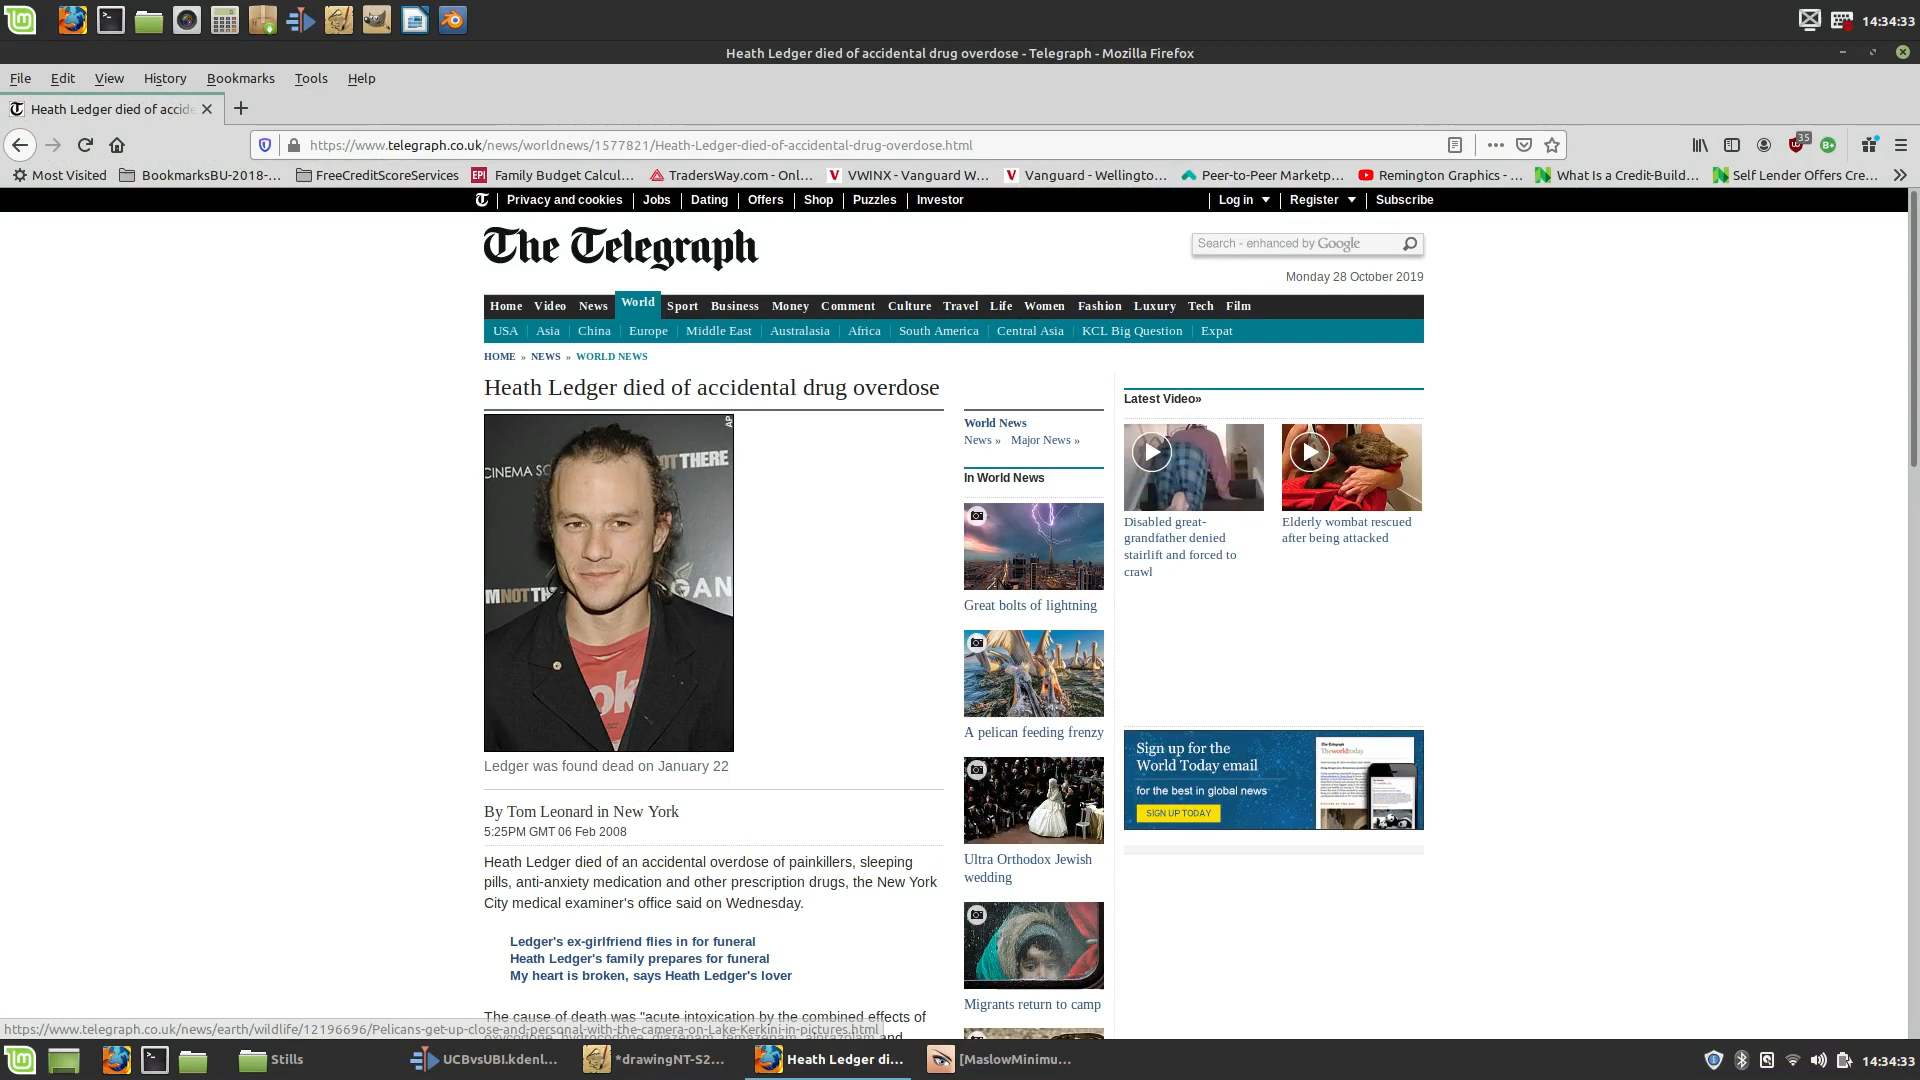 14:34:33
Heath Ledger died of accidental drug overdose - Telegraph - Mozilla Firefox
File Edit View History Bookmarks Tools Help
Heath Ledger died of accide
https://www.telegraph.co.uk/news/worldnews/1577821/Heath-Ledger-died-of-accidental-drug-overdose.html
35
Most Visited BookmarksBU-2018-... FreeCreditScoreServices EPI Family Budget Calcul... TradersWay.com - Onl... VWINX - Vanguard W... Vanguard - Wellingto... Peer-to-Peer Marketp... Remington Graphics - ... What Is a Credit-Build... Self Lender Offers Cre...
Privacy and cookies Jobs Dating Offers Shop Puzzles Investor Log in Register Subscribe
The Telegraph
Search - enhanced by Google
Monday 28 October 2019
Home Video News World Sport Business Money Comment Culture Travel Life Women Fashion Luxury Tech Film
USA Asia China Europe Middle East Australasia Africa South America Central Asia KCL Big Question Expat
HOME » NEWS » WORLD NEWS
Heath Ledger died of accidental drug overdose
AP
CINEMA SO
OT THERE
M NOT TH
GAN
ok
Ledger was found dead on January 22
By Tom Leonard in New York
5:25PM GMT 06 Feb 2008
Heath Ledger died of an accidental overdose of painkillers, sleeping
pills, anti-anxiety medication and other prescription drugs, the New York
City medical examiner's office said on Wednesday.
Ledger's ex-girlfriend flies in for funeral
Heath Ledger's family prepares for funeral
My heart is broken, says Heath Ledger's lover
The cause of death was "acute intoxication by the combined effects of
oxycodone, hydrocodone, diazepam, temazepam, alprazolam and
World News
News » Major News »
In World News
Great bolts of lightning
A pelican feeding frenzy
Ultra Orthodox Jewish
wedding
Migrants return to camp
Latest Video»
Disabled great-
grandfather denied
stairlift and forced to
crawl
Elderly wombat rescued
after being attacked
Sign up for the
World Today email
for the best in global news
SIGN UP TODAY
https://www.telegraph.co.uk/news/earth/wildlife/12196696/Pelicans-get-up-close-and-personal-with-the-camera-on-Lake-Kerkini-in-pictures.html
Stills UCBvsUBI.kdenl... *drawingNT-S2... Heath Ledger di... [MaslowMinimu... 14:34:33